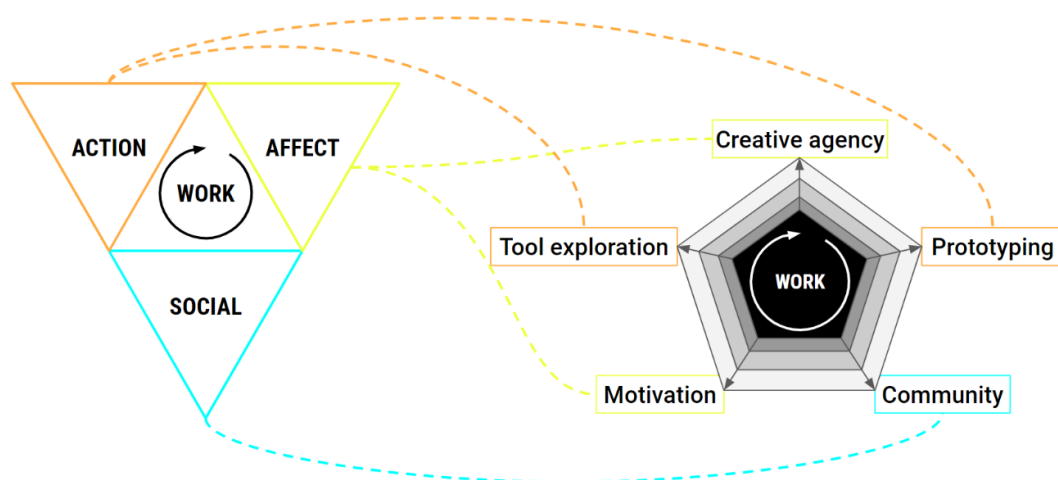 ACTION
AFFECT
WORK
SOCIAL
Creative agency
Tool exploration
Prototyping
WORK
Motivation
Community